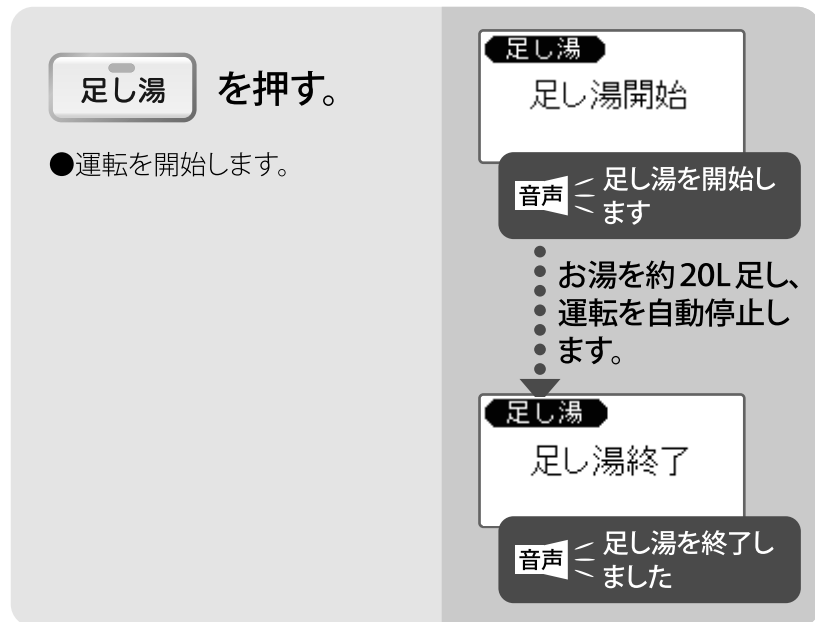 足し湯 を押す。
●運転を開始します。
足し湯
足し湯開始
音声 足し湯を開始し
ます
お湯を約20L足し、
運転を自動停止し
ます。
足し湯
足し湯終了
音声 足し湯を終了し
ました